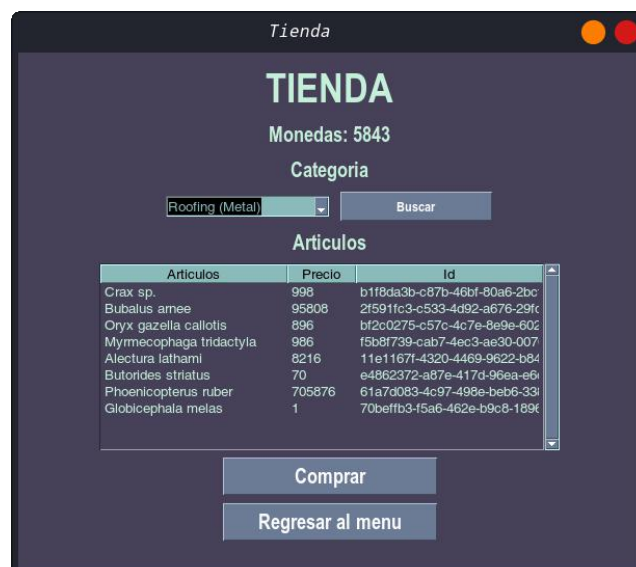 Tienda
TIENDA
Monedas: 5843
Categoria
Roofing (Metal) Buscar
Articulos
Articulos Precio Id
Crax sp. 998 b1f8da3b-c87b-46bf-80a6-2bc
Bubalus arnee 95808 2f591fc3-c533-4d92-a676-29fc
Oryx gazella callotis 896 bf2c0275-c57c-4c7e-8e9e-602
Myrmecophaga tridactyla 986 f5b8f739-cab7-4ec3-ae30-007
Alectura lathami 8216 11e1167f-4320-4469-9622-b84
Butorides striatus 70 e4862372-a87e-417d-96ea-e6
Phoenicopterus ruber 705876 61a7d083-4c97-498e-beb6-33
Globicephala melas 1 70beffb3-f5a6-462e-b9c8-1896
Comprar
Regresar al menu